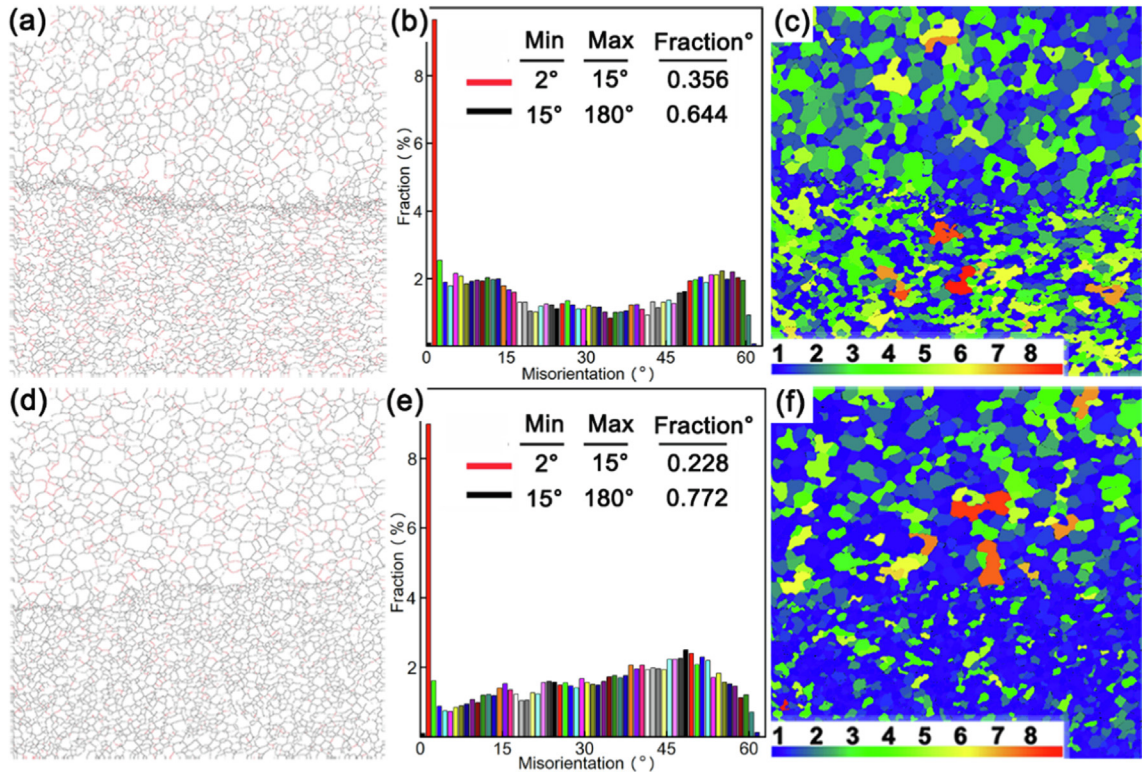 (a)
(b)
Min Max Fraction°
2° 15° 0.356
15° 180° 0.644
Fraction (%)
8
6
4
2
0 15 30 45 60
Misorientation (°)
(c)
1 2 3 4 5 6 7 8
(d)
(e)
Min Max Fraction°
2° 15° 0.228
15° 180° 0.772
Fraction (%)
8
6
4
2
0 15 30 45 60
Misorientation (°)
(f)
1 2 3 4 5 6 7 8